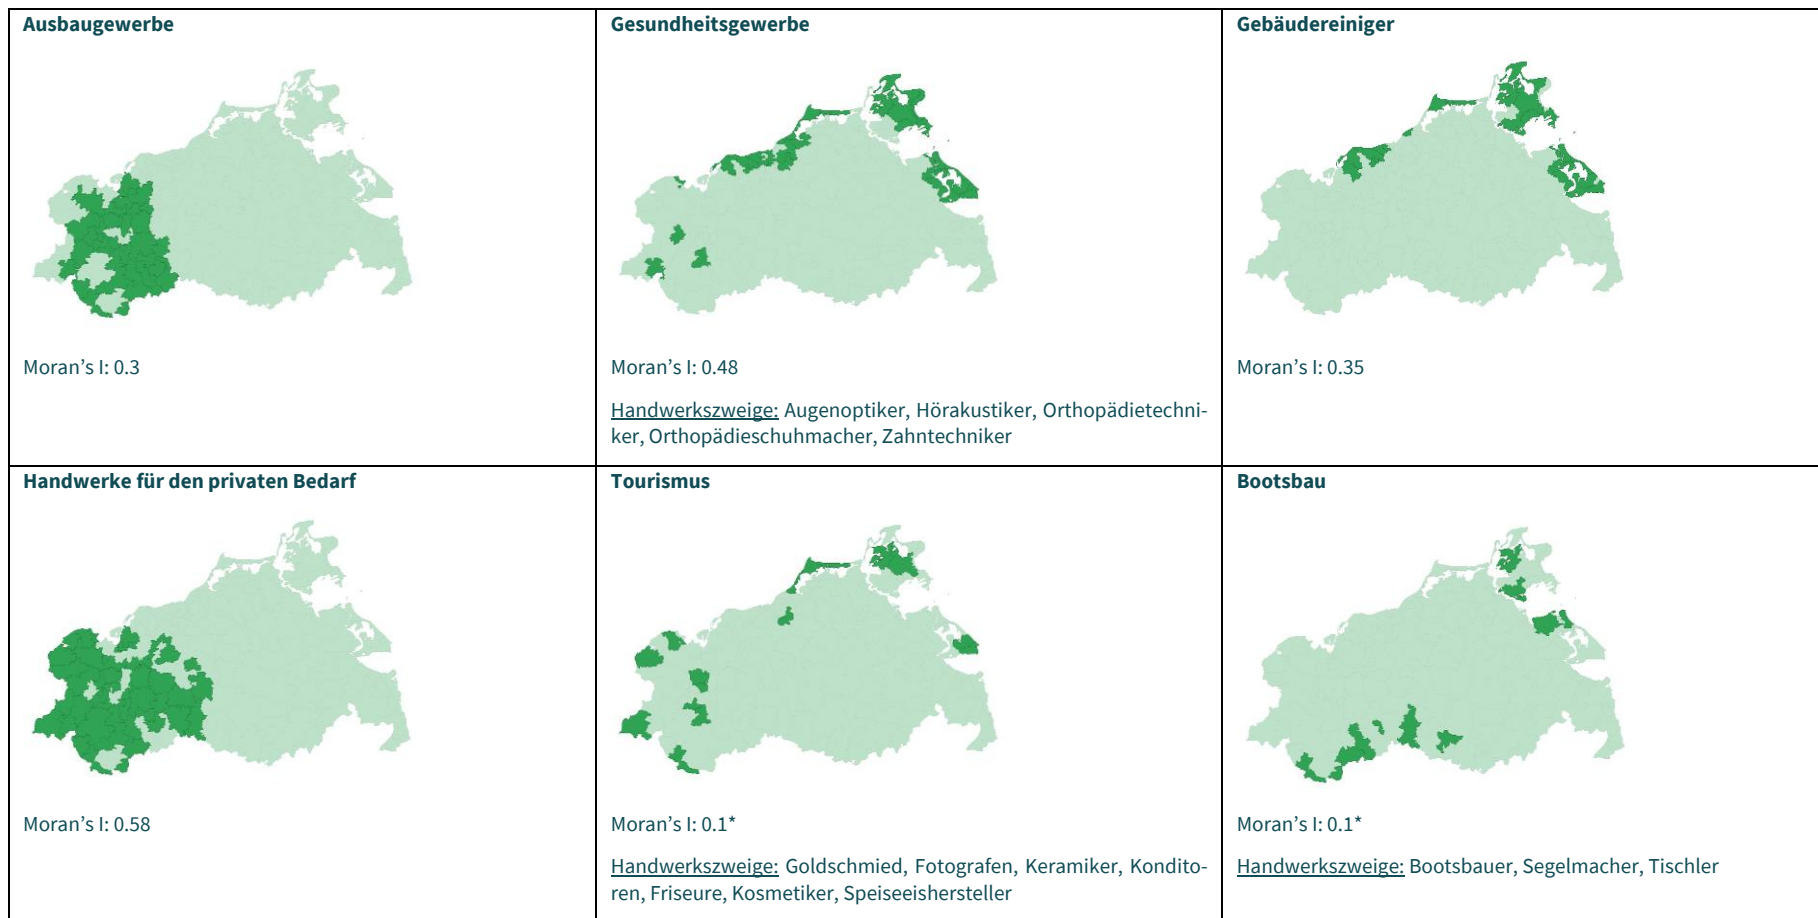 Ausbaugewerbe
Moran’s I: 0.3
Gesundheitsgewerbe
Moran’s I: 0.48
Handwerkszweige: Augenoptiker, Hörakustiker, Orthopädietechni-
ker, Orthopädieschuhmacher, Zahntechniker
Gebäudereiniger
Moran’s I: 0.35
Handwerke für den privaten Bedarf
Moran’s I: 0.58
Tourismus
Moran’s I: 0.1*
Handwerkszweige: Goldschmied, Fotografen, Keramiker, Kondito-
ren, Friseure, Kosmetiker, Speiseeishersteller
Bootsbau
Moran’s I: 0.1*
Handwerkszweige: Bootsbauer, Segelmacher, Tischler